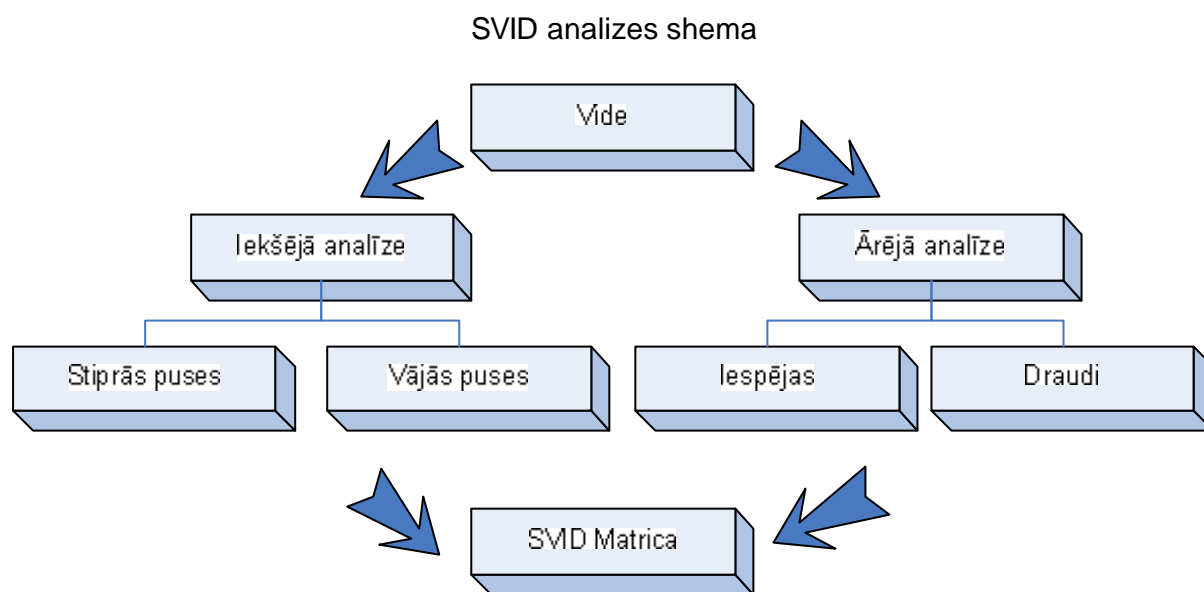 SVID analizes shema
Vide
Iekšējā analīze
Ārējā analīze
Stiprās puses
Vājās puses
Iespējas
Draudi
SVID Matrica